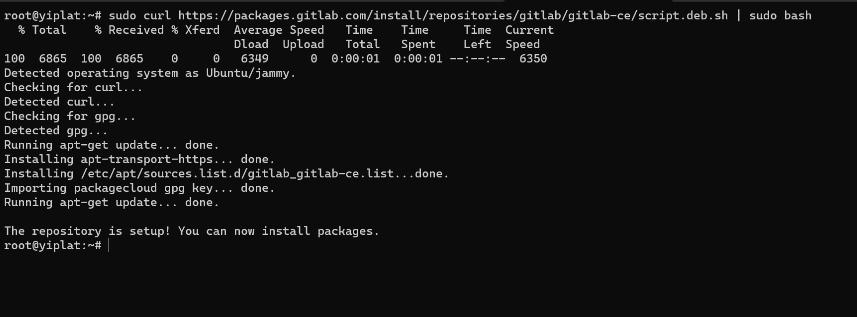 root@yiplat:~# sudo curl https://packages.gitlab.com/install/repositories/gitlab/gitlab-ce/script.deb.sh | sudo bash
  % Total    % Received % Xferd  Average Speed   Time    Time     Time  Current
                                 Dload  Upload   Total   Spent    Left  Speed
100  6865  100  6865    0     0   6349      0  0:00:01  0:00:01 --:--:--  6350
Detected operating system as Ubuntu/jammy.
Checking for curl...
Detected curl...
Checking for gpg...
Detected gpg...
Running apt-get update... done.
Installing apt-transport-https... done.
Installing /etc/apt/sources.list.d/gitlab_gitlab-ce.list...done.
Importing packagecloud gpg key... done.
Running apt-get update... done.

The repository is setup! You can now install packages.
root@yiplat:~#